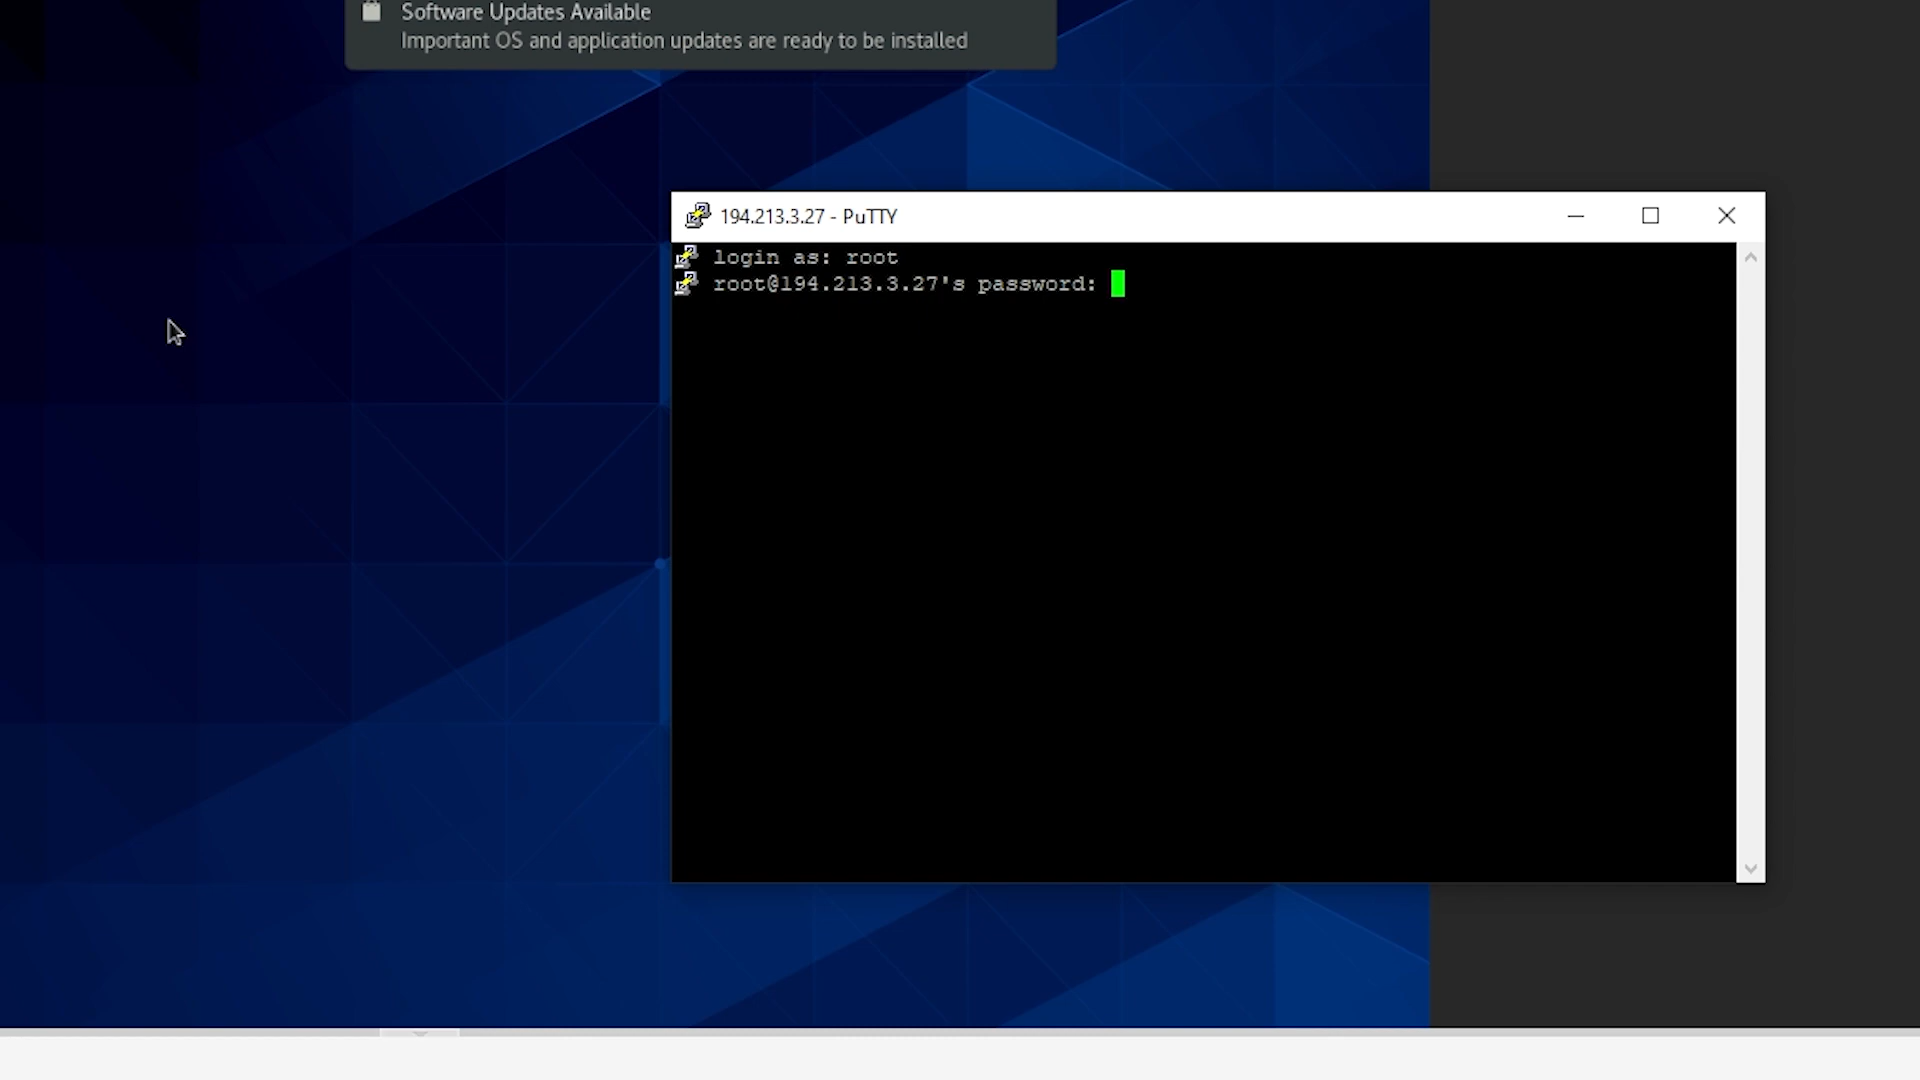 Software Updates Available
Important OS and application updates are ready to be installed
194.213.3.27 - PuTTY
login as: root
root@194.213.3.27's password: